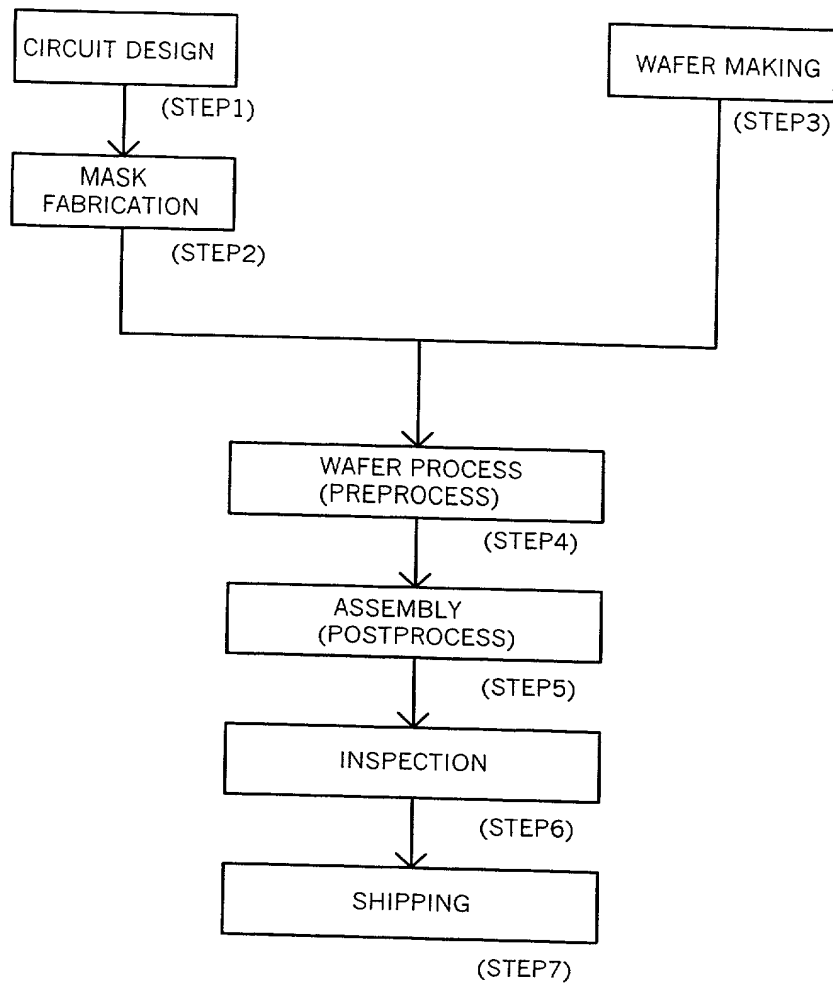 CIRCUIT DESIGN
(STEP1)
MASK
FABRICATION
(STEP2)
WAFER MAKING
(STEP3)
WAFER PROCESS
(PREPROCESS)
(STEP4)
ASSEMBLY
(POSTPROCESS)
(STEP5)
INSPECTION
(STEP6)
SHIPPING
(STEP7)